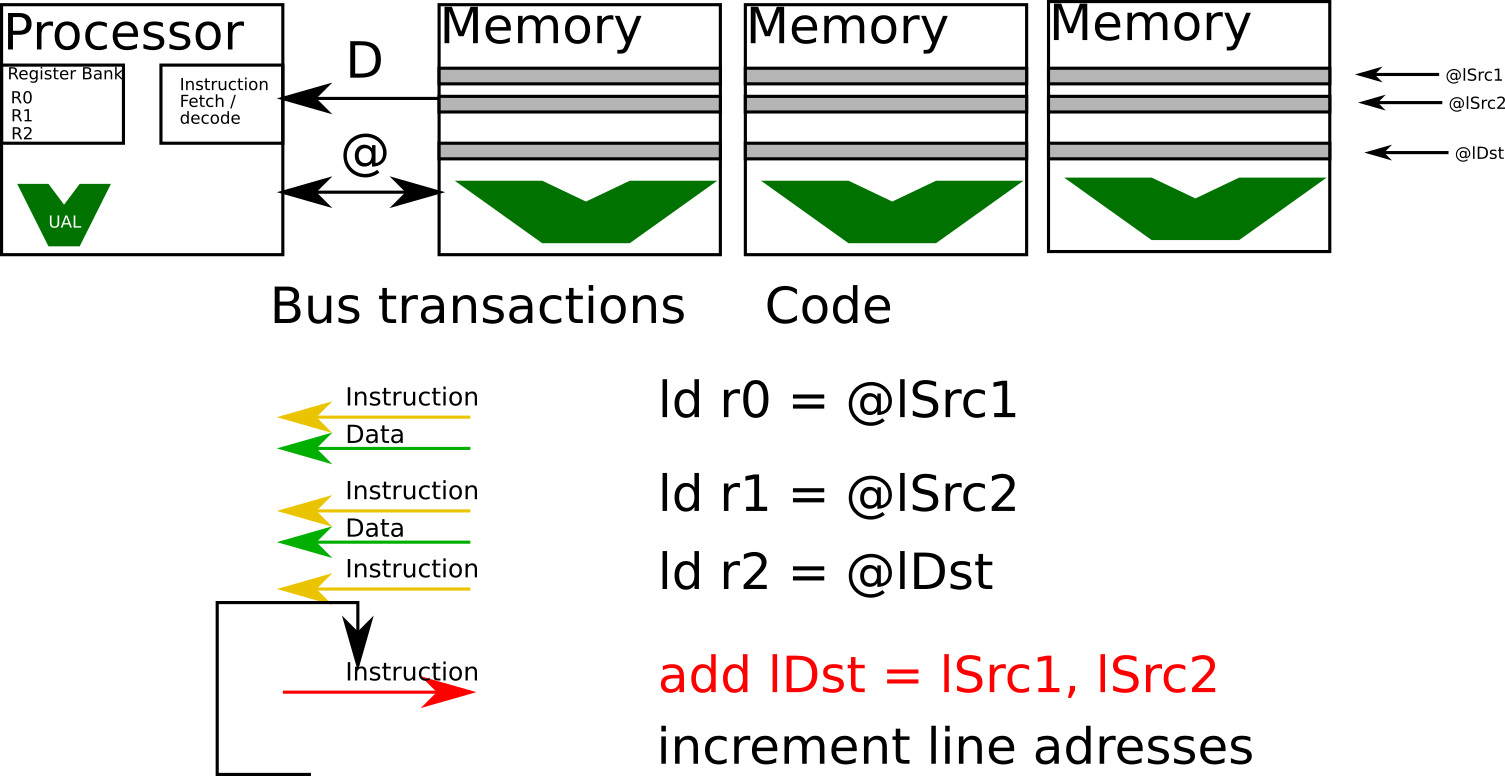 Processor
Register Bank
R0
R1
R2
Instruction
Fetch /
decode
UAL
D
@
Memory
Memory
Memory
@lSrc1
@lSrc2
@lDst
Bus transactions
Code
Instruction
Data
ld r0 = @lSrc1
Instruction
Data
ld r1 = @lSrc2
Instruction
ld r2 = @lDst
Instruction
add lDst = lSrc1, lSrc2
increment line adresses